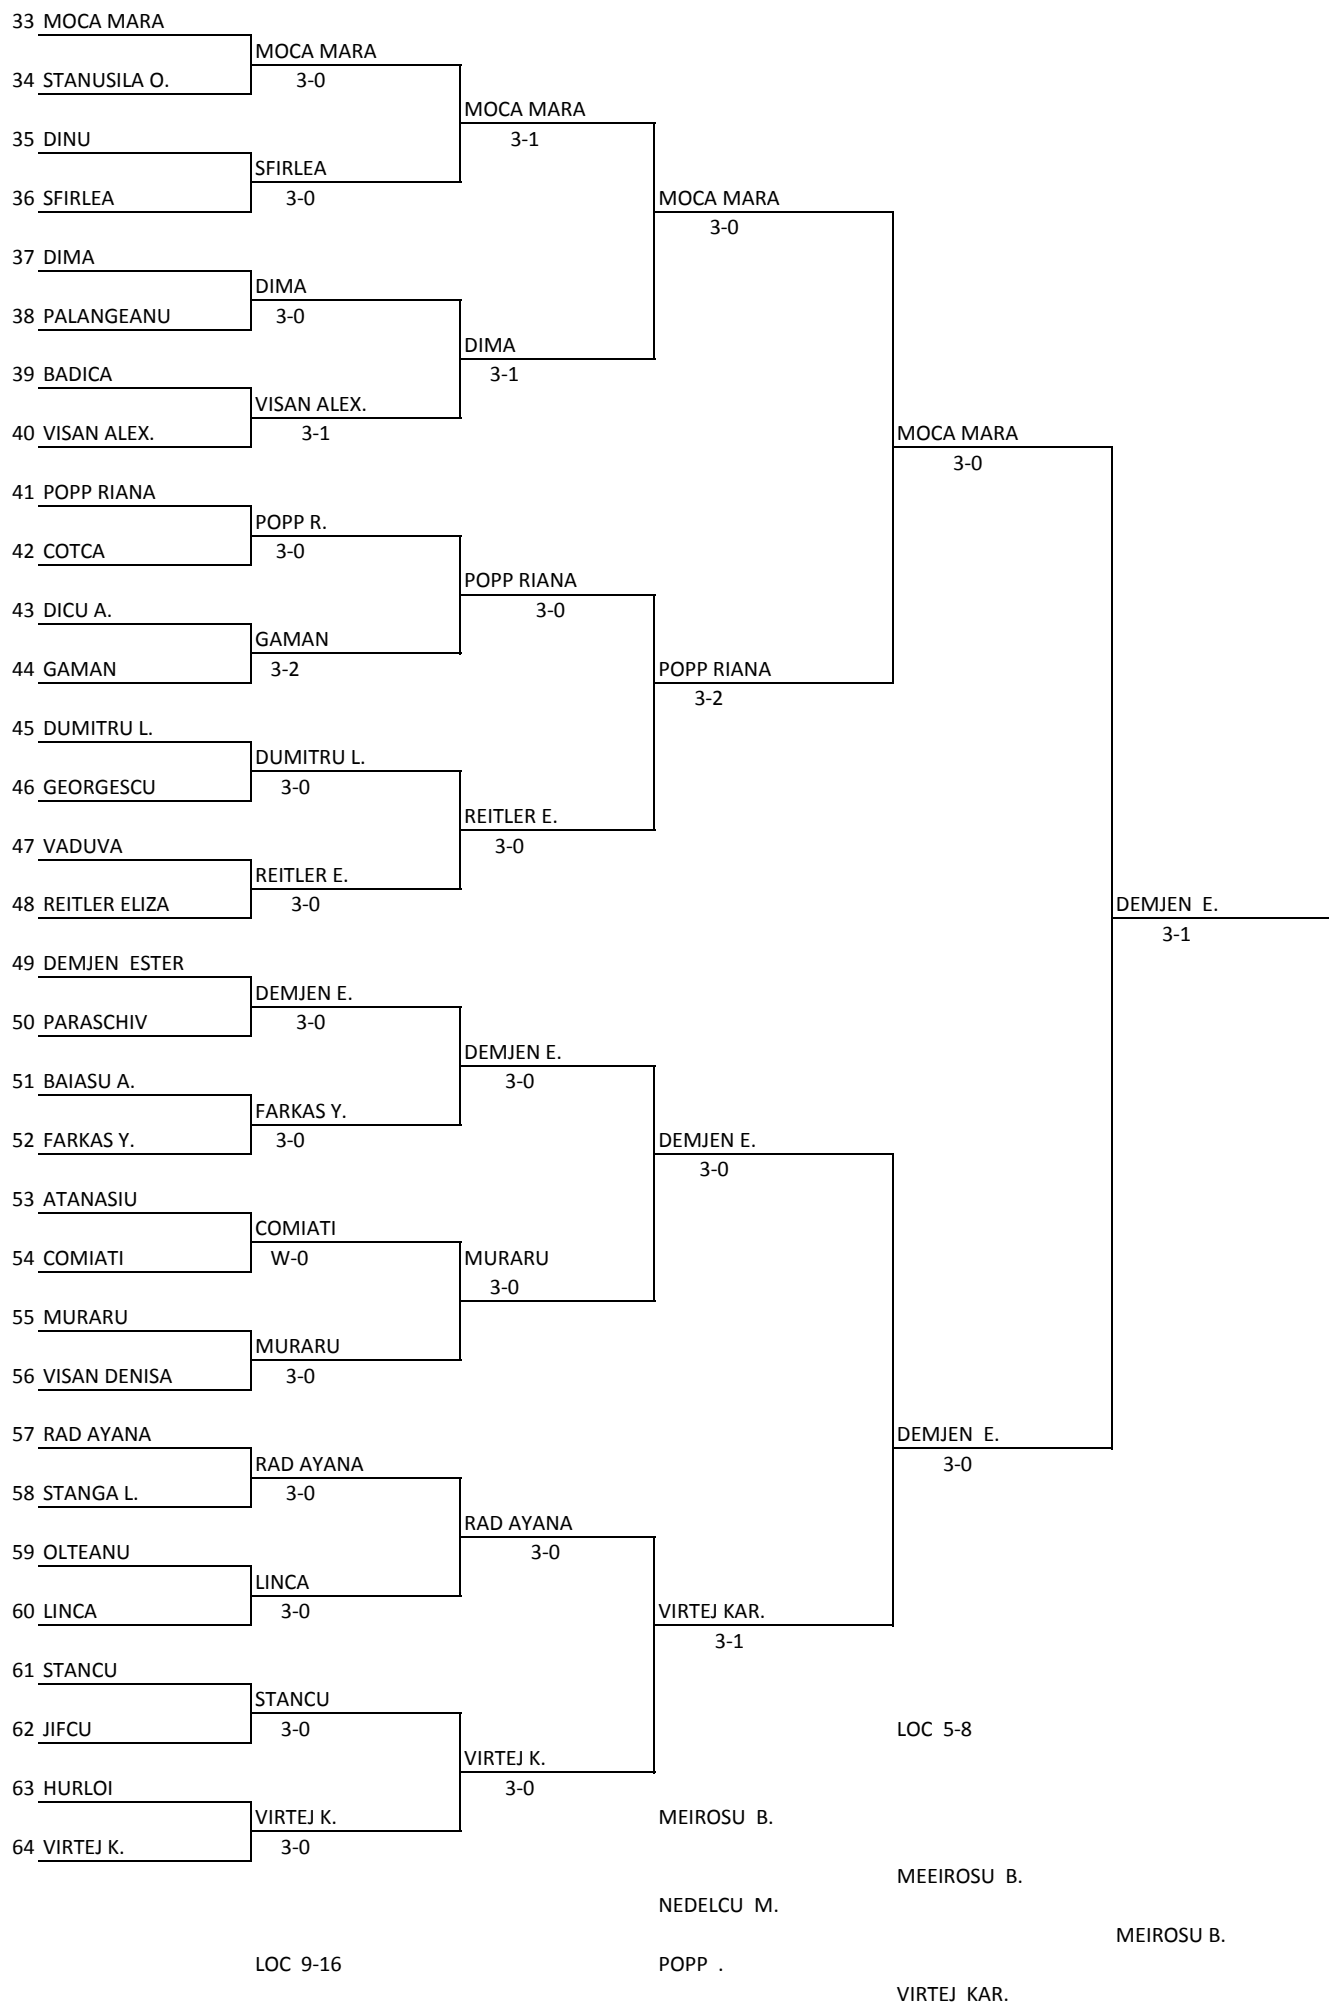 33 MOCA MARA
MOCA MARA
34 STANUSILA O. 3-0
MOCA MARA
35 DINU 3-1
SFIRLEA
36 SFIRLEA 3-0 MOCA MARA
3-0
37 DIMA
DIMA
38 PALANGEANU 3-0
DIMA
39 BADICA 3-1
VISAN ALEX.
40 VISAN ALEX. 3-1 MOCA MARA
3-0
41 POPP RIANA
POPP R.
42 COTCA 3-0
POPP RIANA
43 DICU A. 3-0
GAMAN
44 GAMAN 3-2 POPP RIANA
3-2
45 DUMITRU L.
DUMITRU L.
46 GEORGESCU 3-0
REITLER E.
47 VADUVA 3-0
REITLER E.
48 REITLER ELIZA 3-0 DEMJEN E.
3-1
49 DEMJEN ESTER
DEMJEN E.
50 PARASCHIV 3-0
DEMJEN E.
51 BAIASU A. 3-0
FARKAS Y.
52 FARKAS Y. 3-0 DEMJEN E.
3-0
53 ATANASIU
COMIATI
54 COMIATI W-0 MURARU
3-0
55 MURARU
MURARU
56 VISAN DENISA 3-0
57 RAD AYANA DEMJEN E.
RAD AYANA 3-0
58 STANGA L. 3-0
RAD AYANA
59 OLTEANU 3-0
LINCA
60 LINCA 3-0 VIRTEJ KAR.
3-1
61 STANCU
STANCU
62 JIFCU 3-0 LOC 5-8
VIRTEJ K.
63 HURLOI 3-0
VIRTEJ K. MEIROSU B.
64 VIRTEJ K. 3-0
MEEIROSU B.
NEDELCU M.
MEIROSU B.
LOC 9-16 POPP .
VIRTEJ KAR.